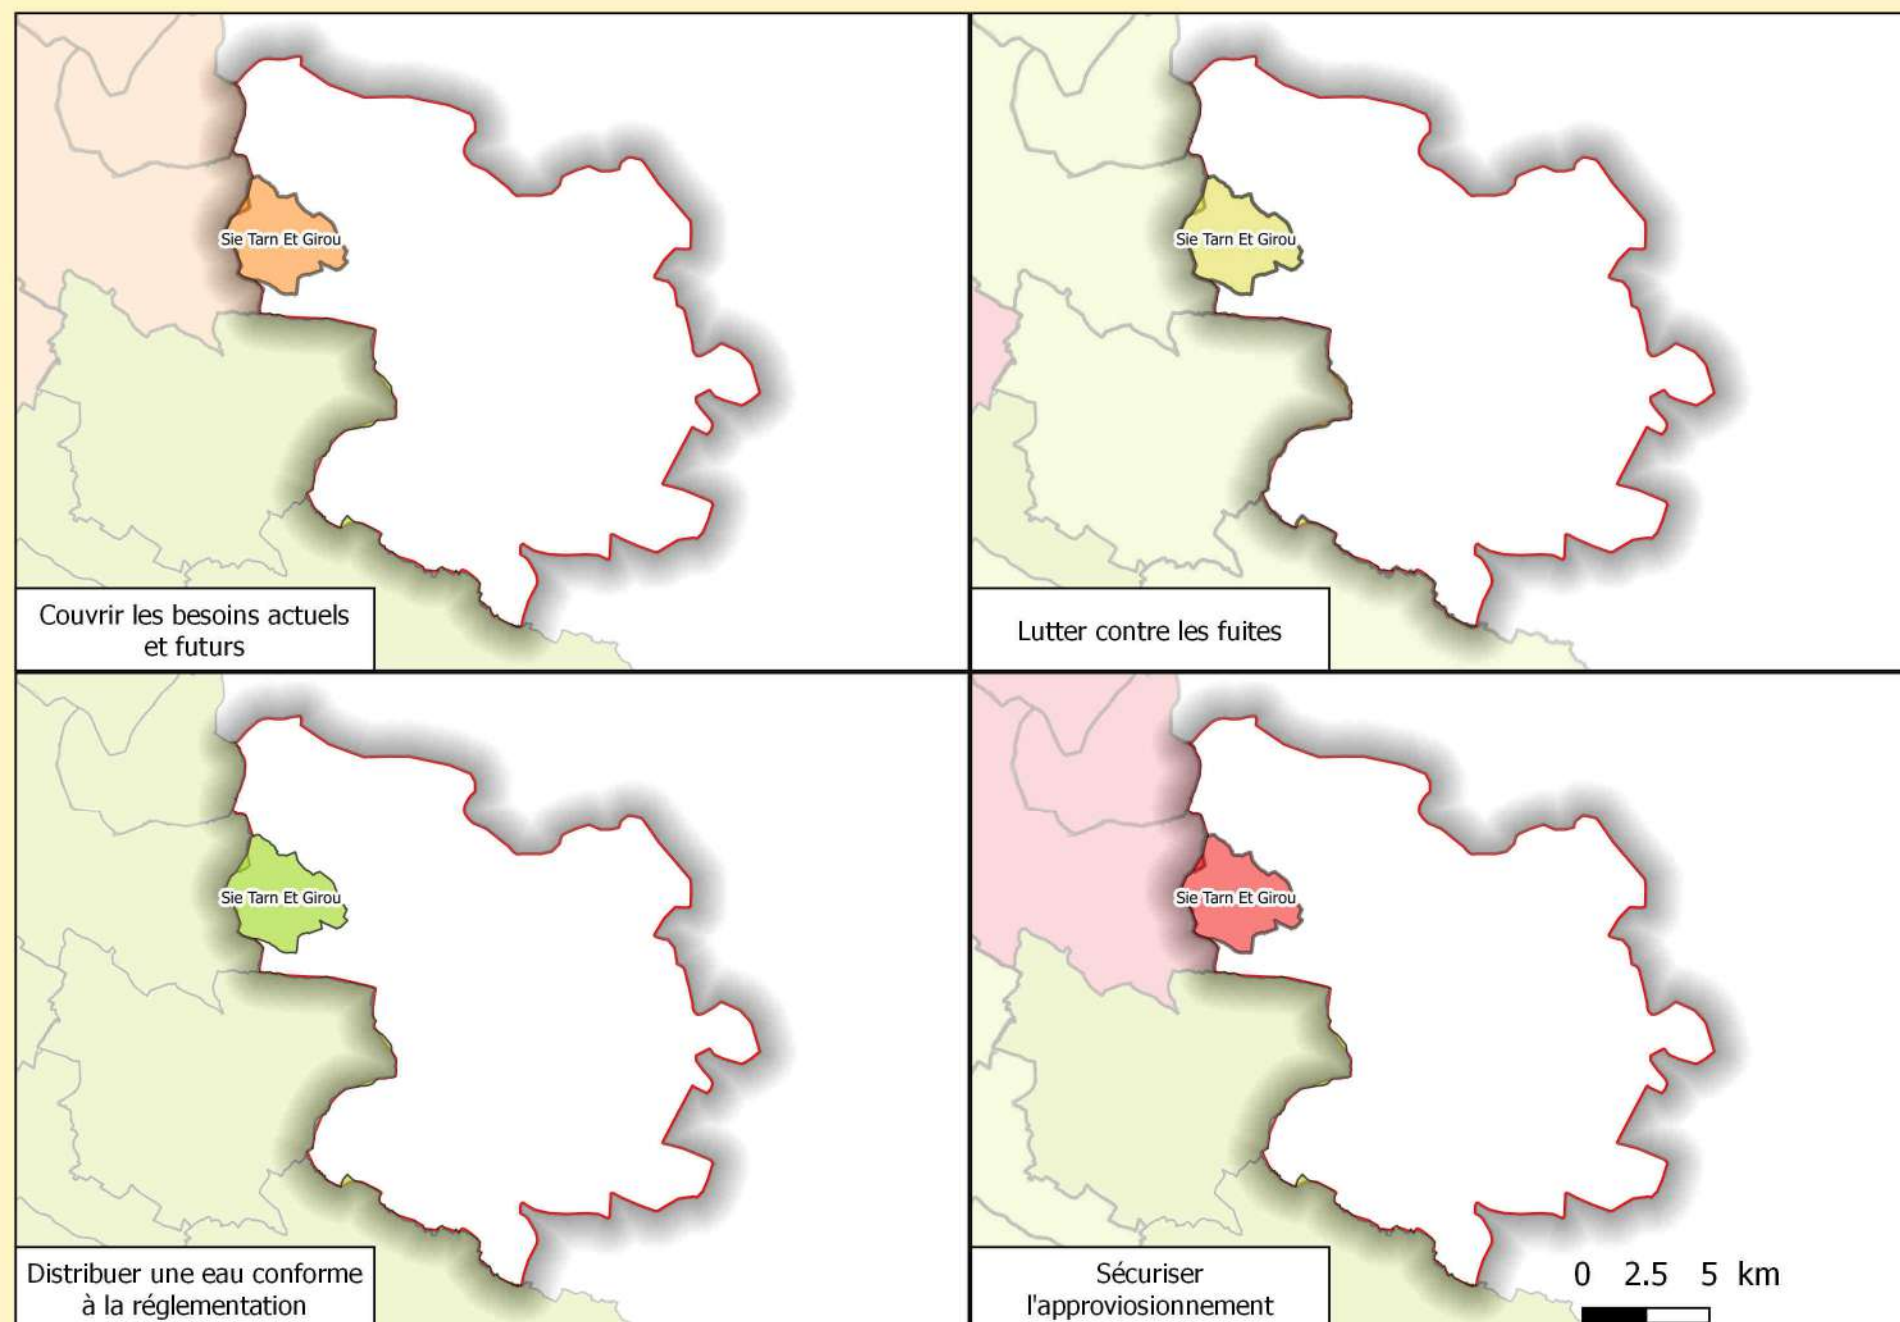 Sie Tarn Et Girou
Couvrir les besoins actuels
et futurs
Sie Tarn Et Girou
Lutter contre les fuites
Sie Tarn Et Girou
Distribuer une eau conforme
à la réglementation
Sie Tarn Et Girou
Sécuriser
l'approviosionnement
0 2.5 5 km